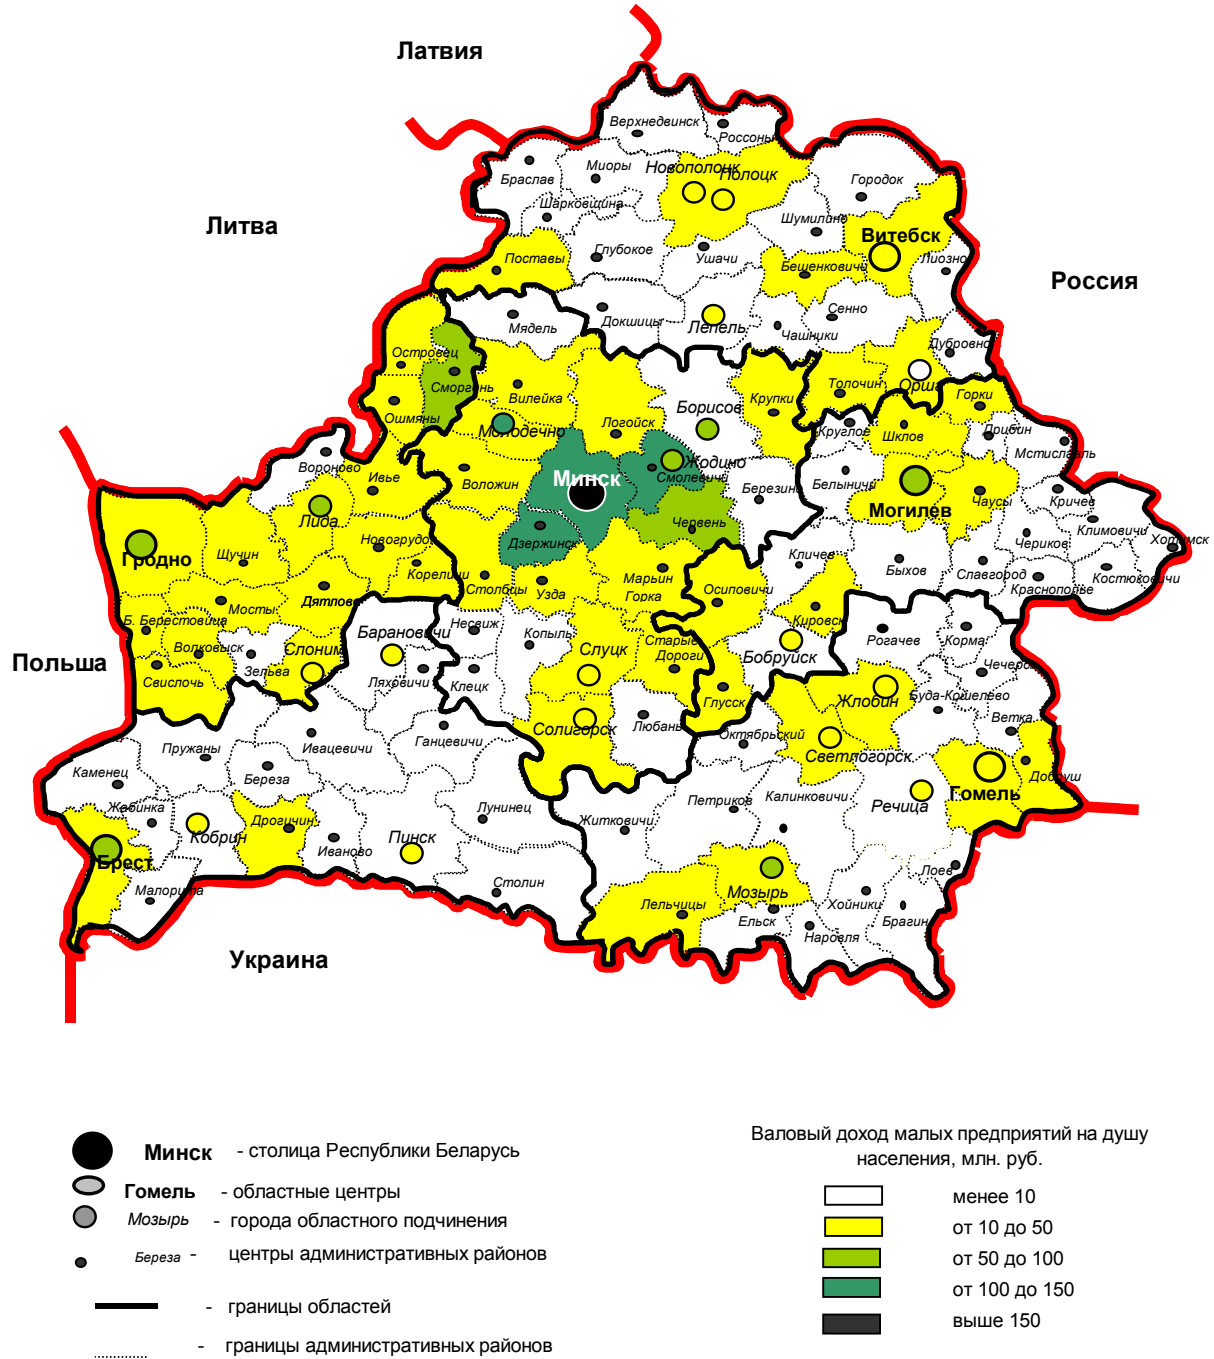 Латвия
Верхнедвинск
Россоны
Миоры
Новополоцк
Полоцк
Браслав
Городок
Шарковщина
Шумилино
Литва
Витебск
Глубокое
Ушачи
Поставы
Бешенковичи
Лиозно
Россия
Сенно
Мядель
Докшицы
Лепель
Чашники
Дубровно
Островец
Сморгонь
Толочин
Орша
Вилейка
Крупки
Горки
Ошмяны
Борисов
Молодечно
Логойск
Круглое
Шклов
Дрибин
Мстиславль
Вороново
Жодино
Ивье
Воложин
Минск
Смолевичи
Белыничи
Березино
Чаусы
Кричев
Могилев
Лида
Червень
Климовичи
Новогрудок
Дзержинск
Чериков
Хотимск
Гродно
Щучин
Кличев
Быхов
Кореличи
Марьин
Горка
Славгород
Костюковичи
Столбцы
Узда
Осиповичи
Краснополье
Дятлово
Мосты
Б. Берестовица
Несвиж
Кировск
Барановичи
Копыль
Рогачев
Корма
Волковыск
Слоним
Слуцк
Старые
Дороги
Бобруйск
Польша
Зельва
Чечерск
Свислочь
Ляховичи
Клецк
Глусск
Жлобин
Буда-Кошелево
Любань
Ветка
Солигорск
Октябрьский
Пружаны
Ивацевичи
Ганцевичи
Светлогорск
Каменец
Береза
Добруш
Гомель
Жабинка
Петриков
Калинковичи
Речица
Лунинец
Дрогичин
Житковичи
Кобрин
Пинск
Иваново
Брест
Лоев
Малорита
Столин
Мозырь
Лельчицы
Хойники
Ельск
Брагин
Наровля
Украина
Валовый доход малых предприятий на душу
населения, млн. руб.
Минск - столица Республики Беларусь
Гомель - областные центры
Мозырь - города областного подчинения
Береза - центры административных районов
- границы областей
- границы административных районов
менее 10
от 10 до 50
от 50 до 100
от 100 до 150
выше 150